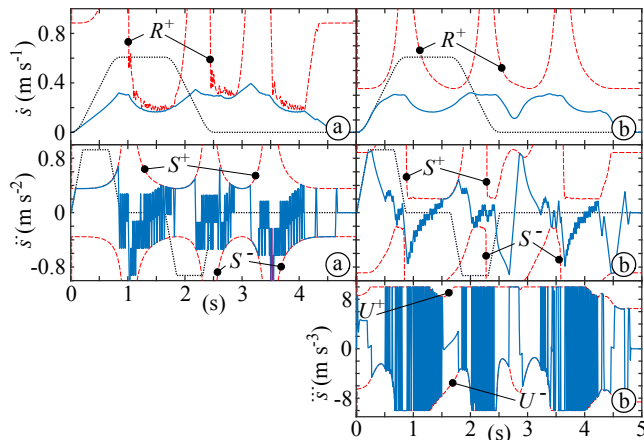 0.8
0.4
0
ṡ (m s⁻¹)
R⁺
a
R⁺
b
0.8
0
-0.8
s̈ (m s⁻²)
S⁺
S⁻
a
S⁺
S⁻
b
0 1 2 (s) 3 4
8
0
-8
s⃛ (m s⁻³)
U⁺
U⁻
b
0 1 2 (s) 3 4 5